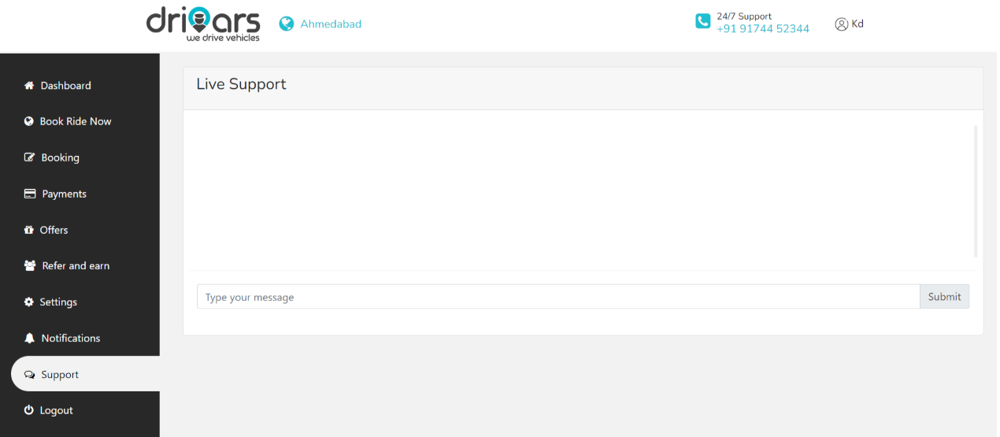 driQars
we drive vehicles
Ahmedabad
24/7 Support
+91 91744 52344
Kd
Dashboard
Book Ride Now
Booking
Payments
Offers
Refer and earn
Settings
Notifications
Support
Logout
Live Support
Type your message
Submit